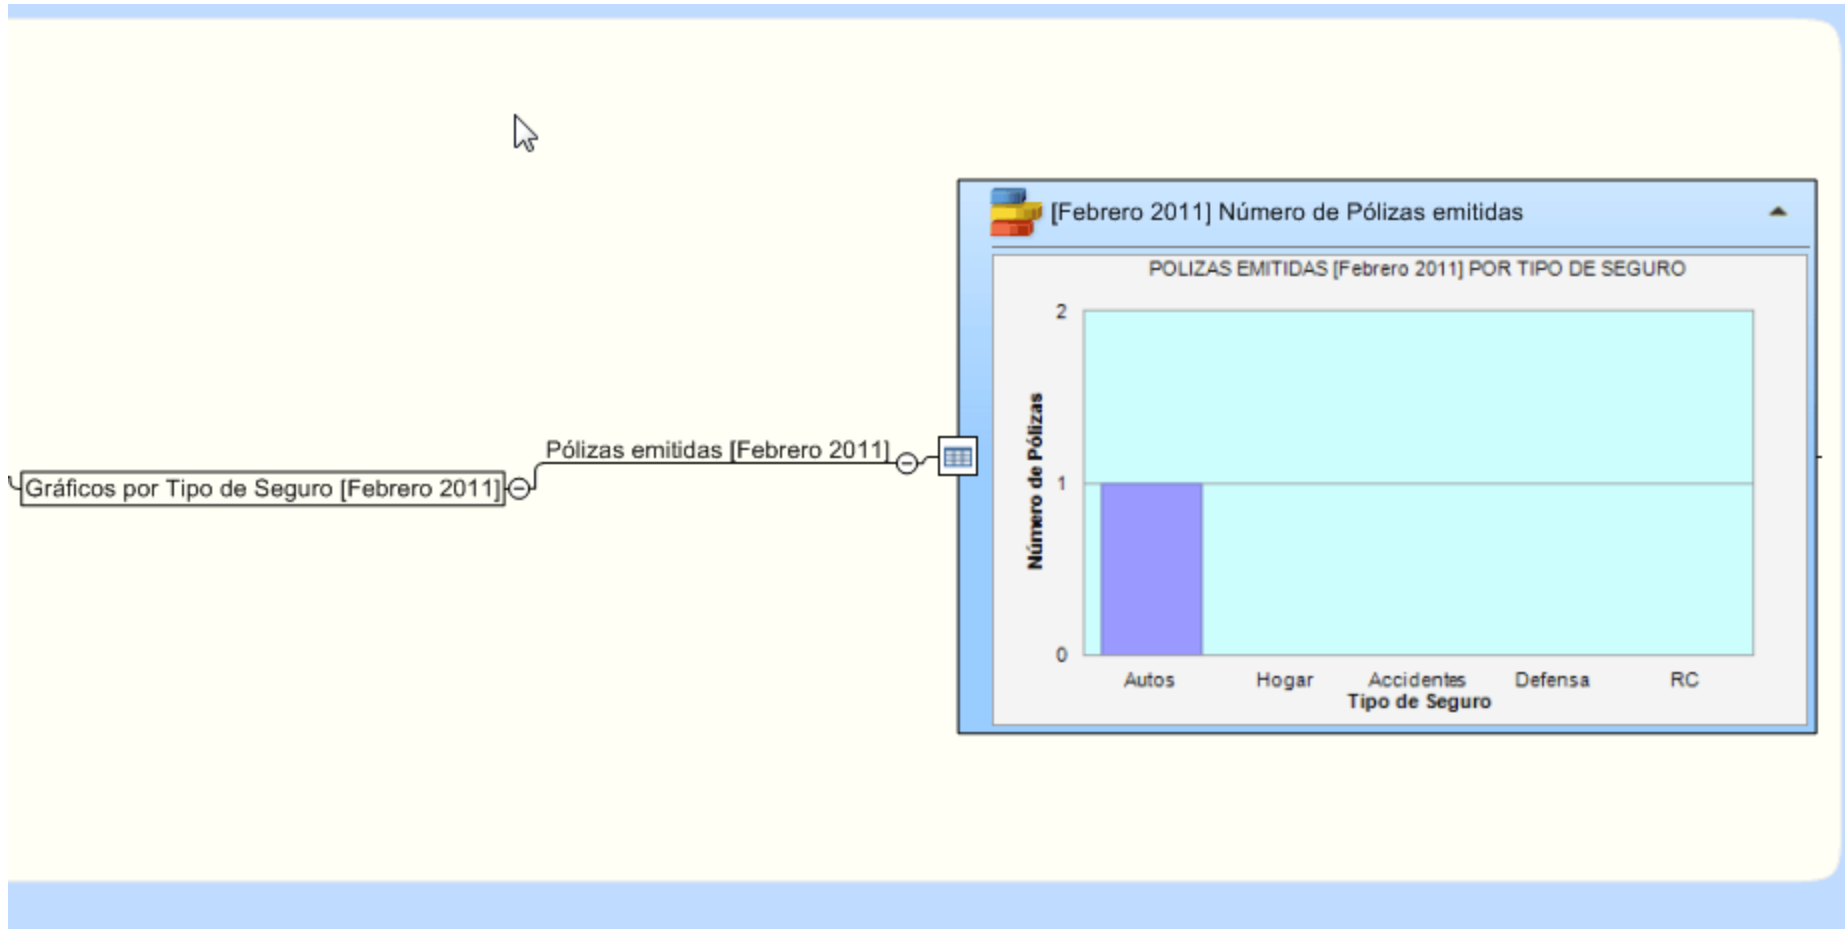 [Febrero 2011] Número de Pólizas emitidas
POLIZAS EMITIDAS [Febrero 2011] POR TIPO DE SEGURO
2
1
0
Número de Pólizas
Autos Hogar Accidentes Defensa RC
Tipo de Seguro
Pólizas emitidas [Febrero 2011]
Gráficos por Tipo de Seguro [Febrero 2011]